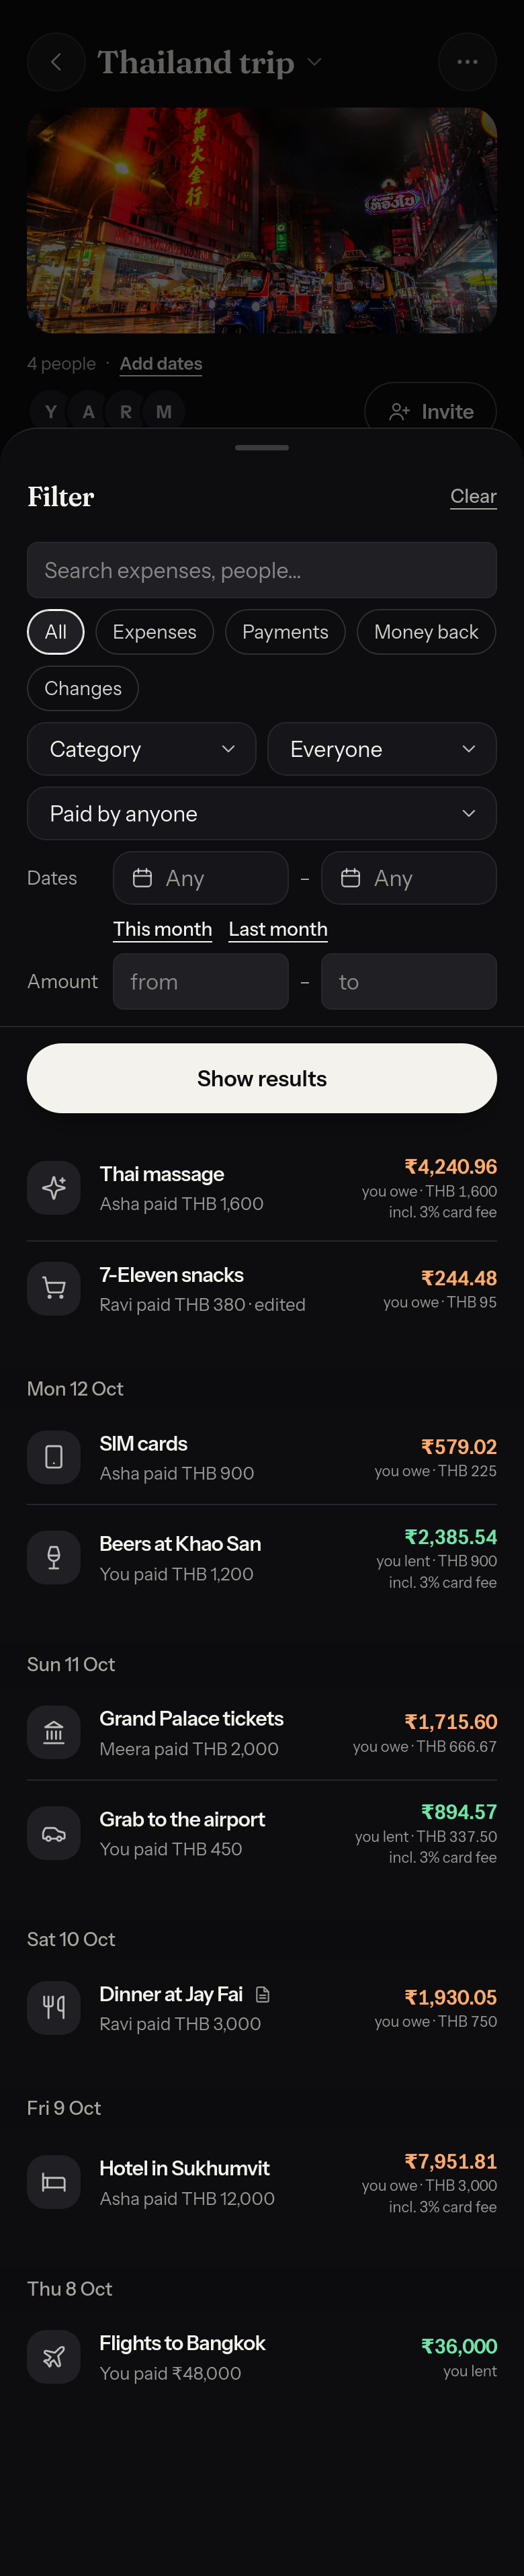 Thailand trip
兴
大
金
行
ทองใบ
4 people · Add dates
Y A R M
Invite
Filter
Clear
Search expenses, people...
All
Expenses
Payments
Money back
Changes
Category
Everyone
Paid by anyone
Dates
Any
–
Any
This month
Last month
Amount
from
–
to
Show results
Thai massage
₹4,240.96
Asha paid THB 1,600
you owe · THB 1,600
incl. 3% card fee
7-Eleven snacks
₹244.48
Ravi paid THB 380 · edited
you owe · THB 95
Mon 12 Oct
SIM cards
₹579.02
Asha paid THB 900
you owe · THB 225
Beers at Khao San
₹2,385.54
You paid THB 1,200
you lent · THB 900
incl. 3% card fee
Sun 11 Oct
Grand Palace tickets
₹1,715.60
Meera paid THB 2,000
you owe · THB 666.67
Grab to the airport
₹894.57
You paid THB 450
you lent · THB 337.50
incl. 3% card fee
Sat 10 Oct
Dinner at Jay Fai
₹1,930.05
Ravi paid THB 3,000
you owe · THB 750
Fri 9 Oct
Hotel in Sukhumvit
₹7,951.81
Asha paid THB 12,000
you owe · THB 3,000
incl. 3% card fee
Thu 8 Oct
Flights to Bangkok
₹36,000
You paid ₹48,000
you lent